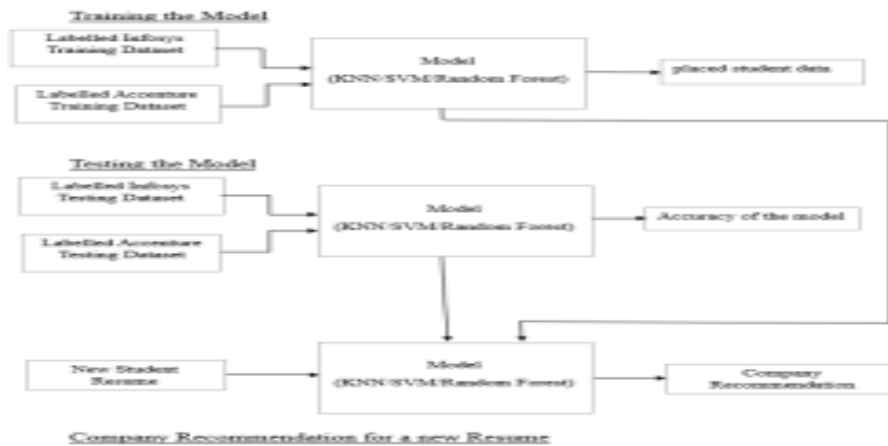 Training the Model
Labelled Infosys
Training Dataset
Labelled Accenture
Training Dataset
Model
(KNN/SVM/Random Forest)
placed student data
Testing the Model
Labelled Infosys
Testing Dataset
Labelled Accenture
Testing Dataset
Model
(KNN/SVM/Random Forest)
Accuracy of the model
New Student
Resume
Model
(KNN/SVM/Random Forest)
Company
Recommendation
Company Recommendation for a new Resume